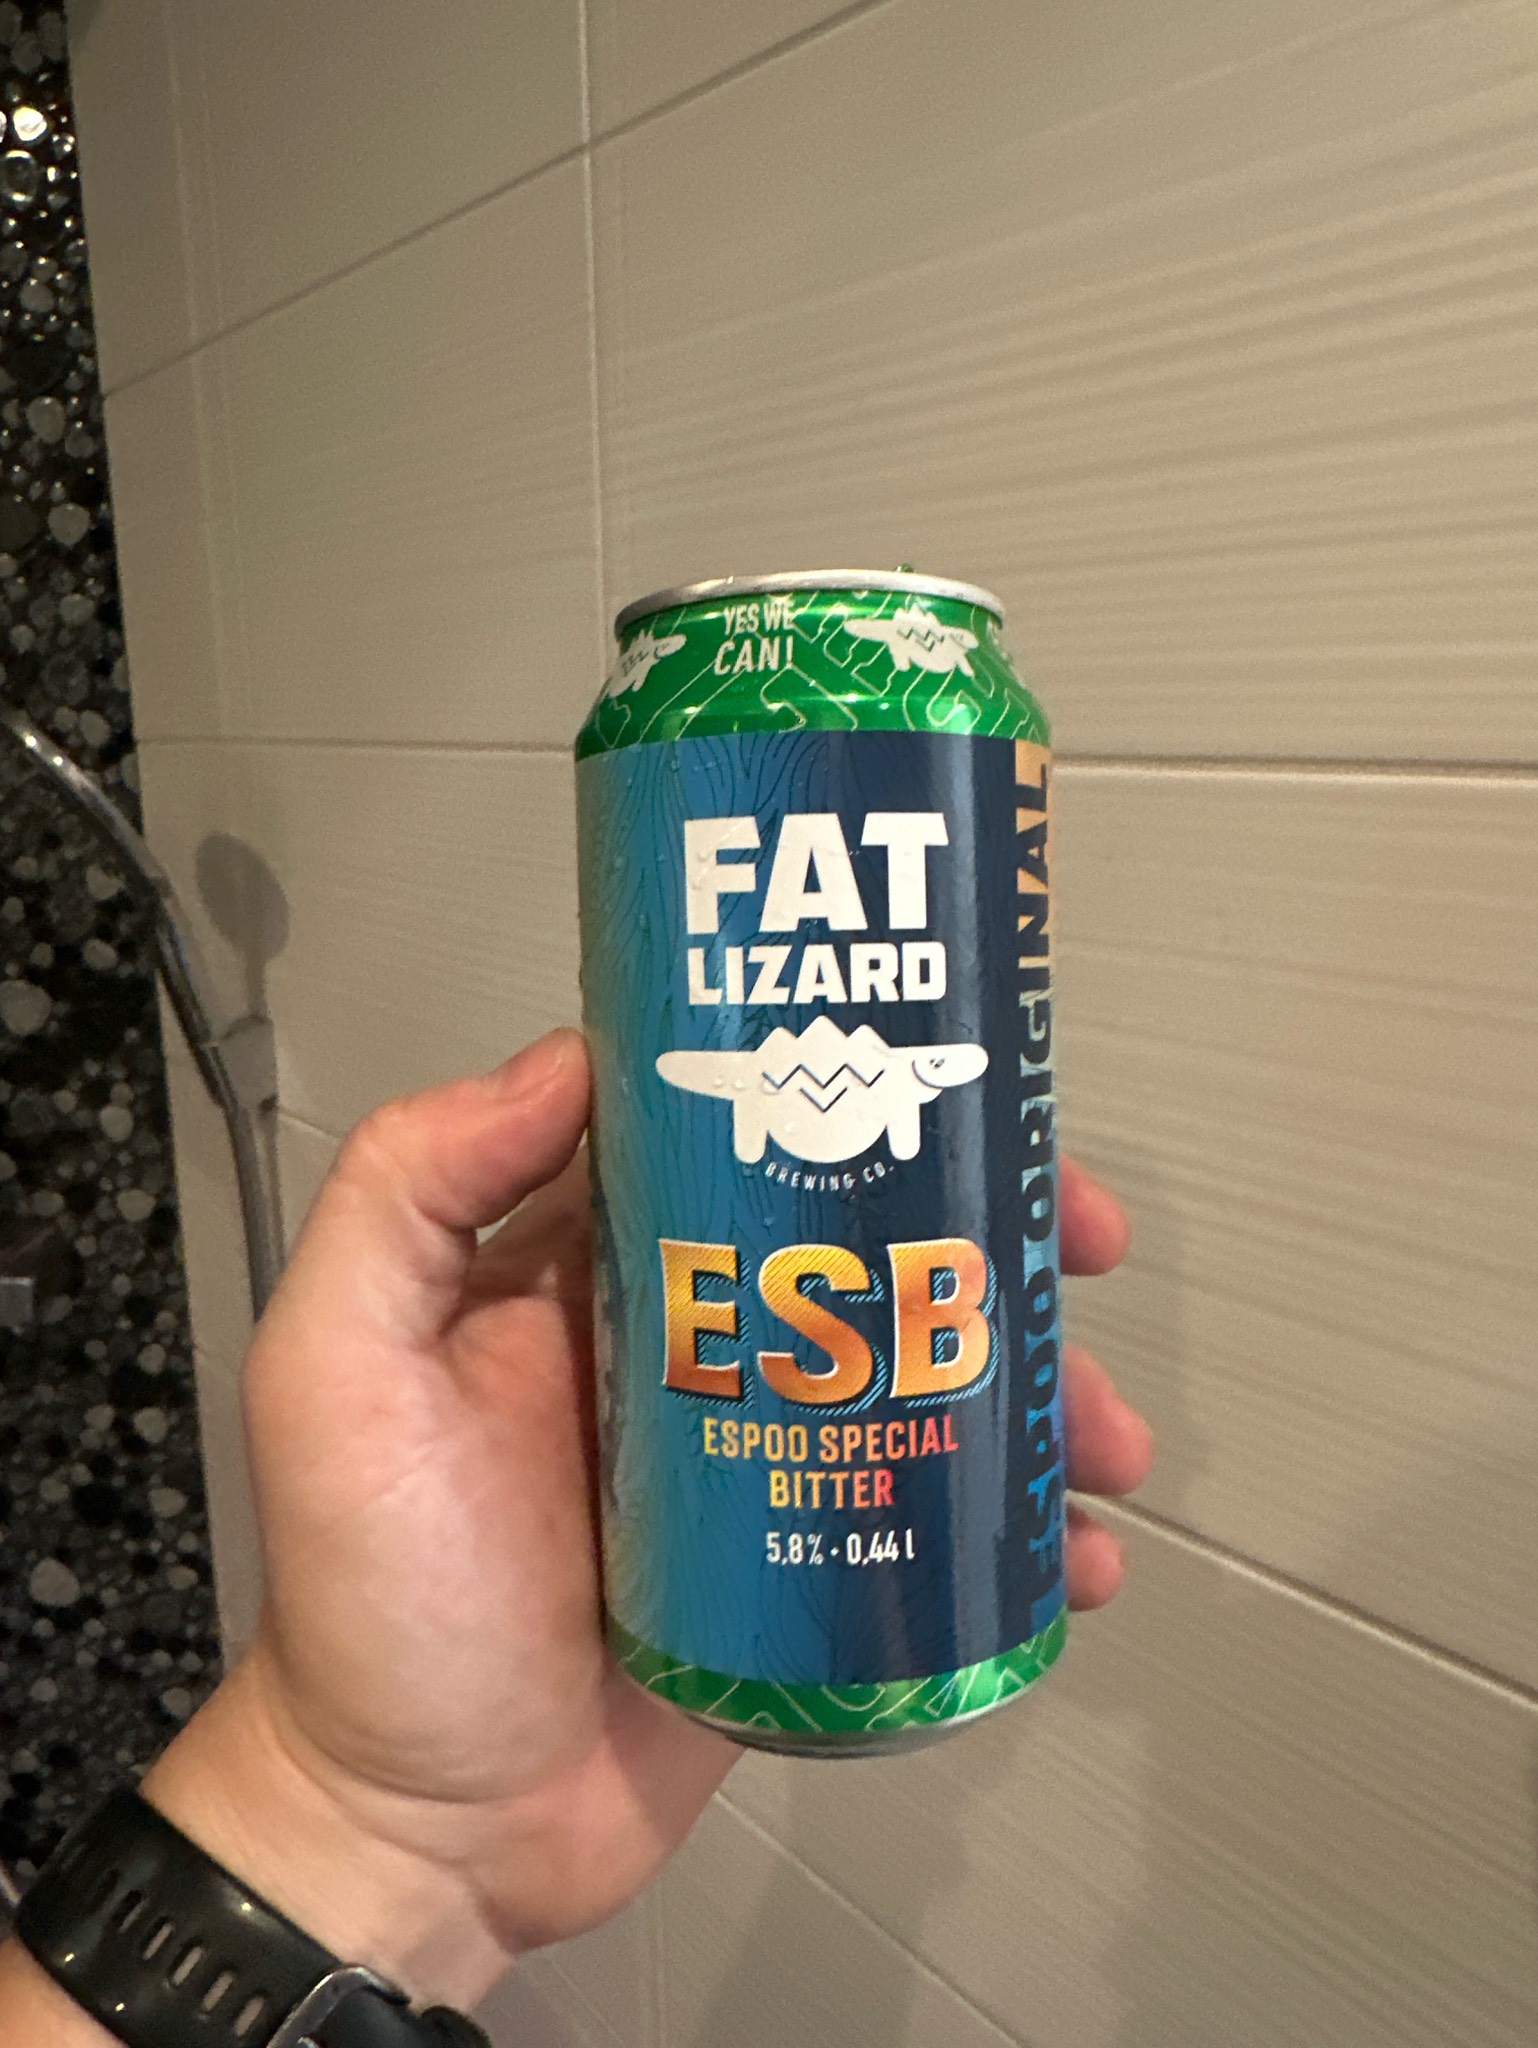 YES WE
CAN!
FAT
LIZARD
BREWING CO.
ESB
ESPOO SPECIAL
BITTER
5,8% · 0,44 l
ESPOO ORIGINAL